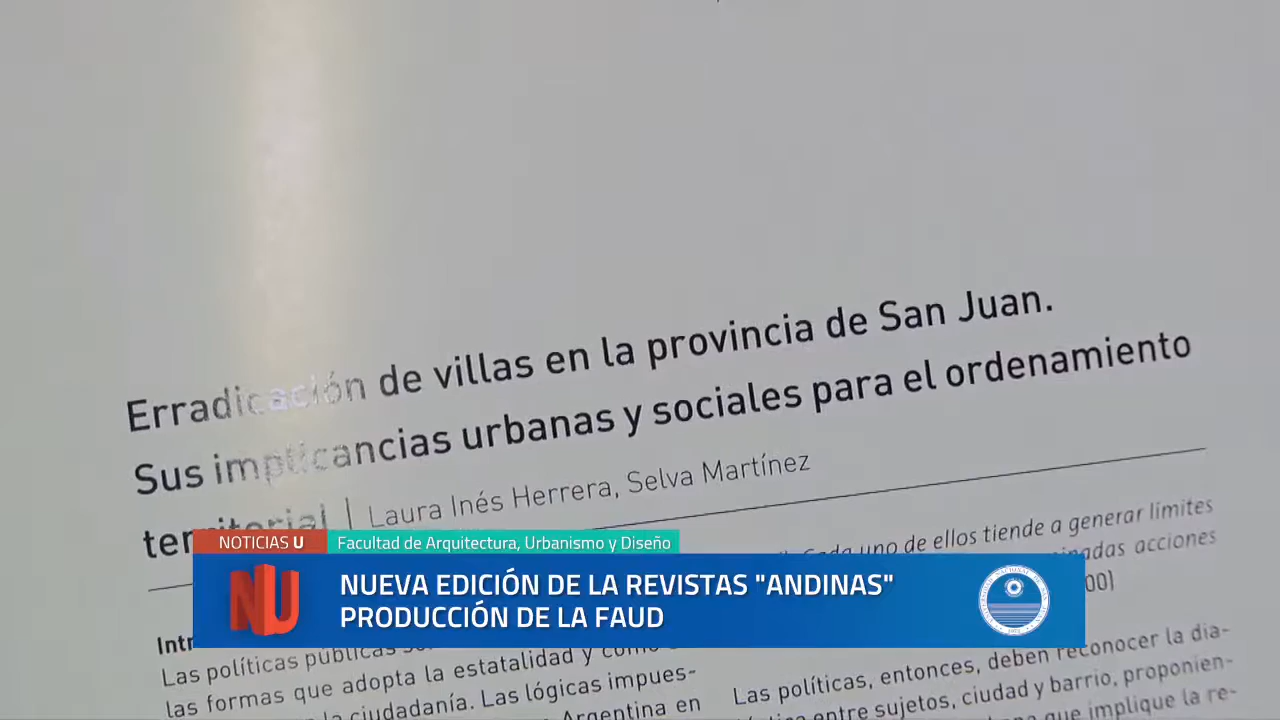 Erradicación de villas en la provincia de San Juan.
Sus implicancias urbanas y sociales para el ordenamiento
territorial | Laura Inés Herrera, Selva Martínez
uno de ellos tiende a generar límites
acciones
NOTICIAS U
Facultad de Arquitectura, Urbanismo y Diseño
NU
NUEVA EDICIÓN DE LA REVISTAS "ANDINAS"
PRODUCCIÓN DE LA FAUD
Las políticas públicas
las formas que adopta la estatalidad y como
ciudadanía. Las lógicas impues-
Argentina en
Las políticas, entonces, deben reconocer la diá-
entre sujetos, ciudad y barrio, proponien-
que implique la re-